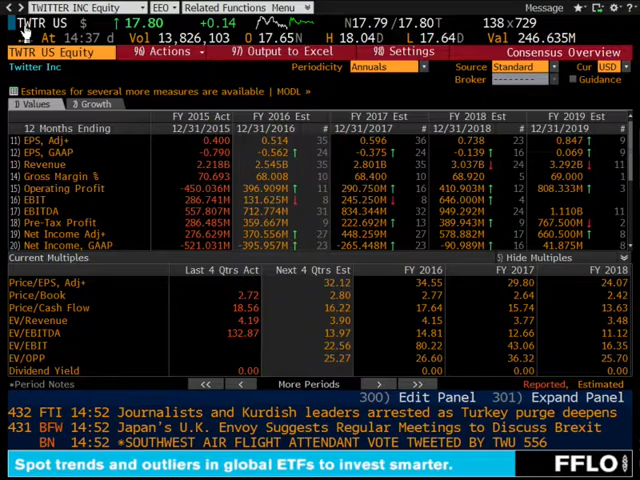 TWITTER INC Equity EEO Related Functions Menu Message
TWTR US $ ↑ 17.80 +0.14 17.79/17.80T 138x729
At 14:37 d Vol 13,826,103 O 17.65N H 18.04D L 17.64D Val 246.635M
TWTR US Equity 96) Actions 97) Output to Excel 98) Settings Consensus Overview
Twitter Inc Periodicity Annuals Source Standard Cur USD
Broker -------- Guidance
Estimates for several more measures are available | MODL »
1) Values 2) Growth
FY 2015 Act FY 2016 Est FY 2017 Est FY 2018 Est FY 2019 Est
12 Months Ending 12/31/2015 12/31/2016 # 12/31/2017 # 12/31/2018 # 12/31/2019 #
11) EPS, Adj+ 0.400 0.514 35 0.596 36 0.738 23 0.847 ↑ 9
12) EPS, GAAP -0.790 -0.562 ↑ 24 -0.375 ↑ 24 -0.139 ↑ 16 0.069 ↑ 9
13) Revenue 2.218B 2.545B 35 2.801B 35 3.037B ↓ 24 3.292B ↓ 11
14) Gross Margin % 70.693 68.008 11 68.400 10 68.920 5 69.000 1
15) Operating Profit -450.036M 396.909M ↑ 16 290.750M ↑ 16 410.903M ↑ 12 808.333M ↑ 3
16) EBIT 286.741M 131.625M ↓ 8 245.250M 8 646.000M ↑ 4
17) EBITDA 557.807M 712.774M 31 834.344M 32 949.292M 24 1.110B 11
18) Pre-Tax Profit 286.485M 359.667M 13 222.189M ↑ 13 389.943M ↑ 9 767.500M ↓ 2
19) Net Income Adj+ 276.629M 370.556M ↑ 27 448.259M 27 582.883M ↑ 18 660.500M ↑ 8
20) Net Income, GAAP -521.031M -395.957M ↑ 24 -265.448M ↑ 24 -90.989M ↑ 16 41.875M 8
Current Multiples 5) Hide Multiples
Last 4 Qtrs Act Next 4 Qtrs Est FY 2016 FY 2017 FY 2018
Price/EPS, Adj+ 32.12 34.55 29.80 24.07
Price/Book 2.72 2.80 2.77 2.64 2.42
Price/Cash Flow 18.56 16.22 17.64 15.74 13.63
EV/Revenue 4.19 3.90 4.15 3.77 3.48
EV/EBITDA 132.87 13.97 14.81 12.66 11.12
EV/EBIT 22.56 80.22 43.06 16.35
EV/OPP 25.27 26.60 36.32 25.70
Dividend Yield 0.00 0.00 0.00 0.00
*Period Notes << < More Periods > >> Reported, Estimated
300) Edit Panel 301) Expand Panel
432 FTI 14:52 Journalists and Kurdish leaders arrested as Turkey purge deepens
431 BFW 14:52 Japan's U.K. Envoy Suggests Regular Meetings to Discuss Brexit
BN 14:52 *SOUTHWEST AIR FLIGHT ATTENDANT VOTE TWEETED BY TWU 556
Spot trends and outliers in global ETFs to invest smarter. FFLO